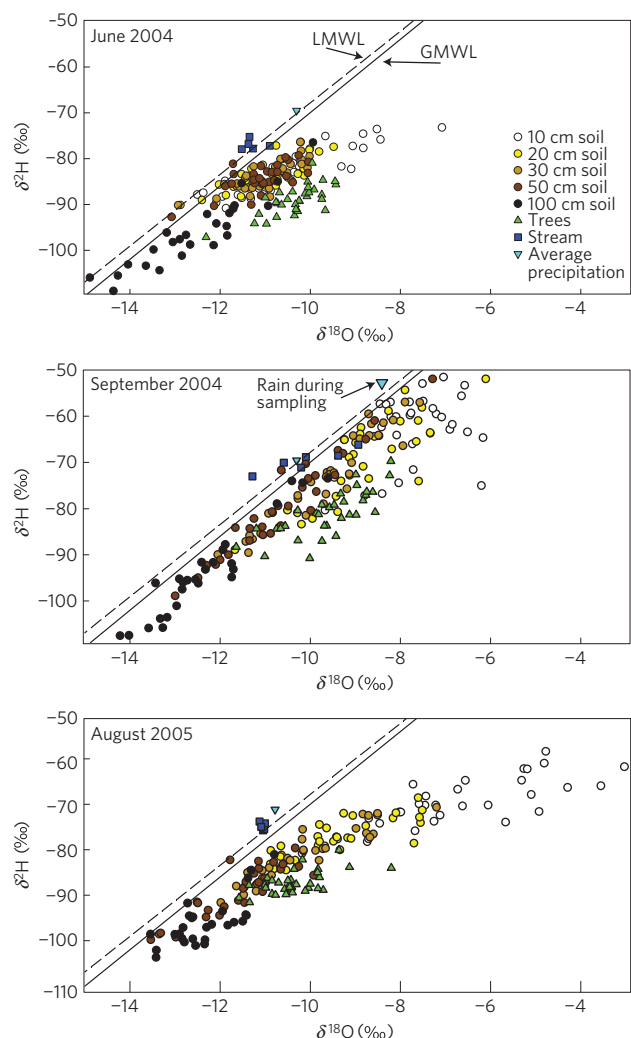 June 2004
LMWL
GMWL
10 cm soil
20 cm soil
30 cm soil
50 cm soil
100 cm soil
Trees
Stream
Average
precipitation
−50
−60
−70
−80
−90
−100
δ²H (‰)
−14 −12 −10 −8 −6 −4
δ¹⁸O (‰)
September 2004
Rain during
sampling
−50
−60
−70
−80
−90
−100
δ²H (‰)
−14 −12 −10 −8 −6 −4
δ¹⁸O (‰)
August 2005
−50
−60
−70
−80
−90
−100
−110
δ²H (‰)
−14 −12 −10 −8 −6 −4
δ¹⁸O (‰)